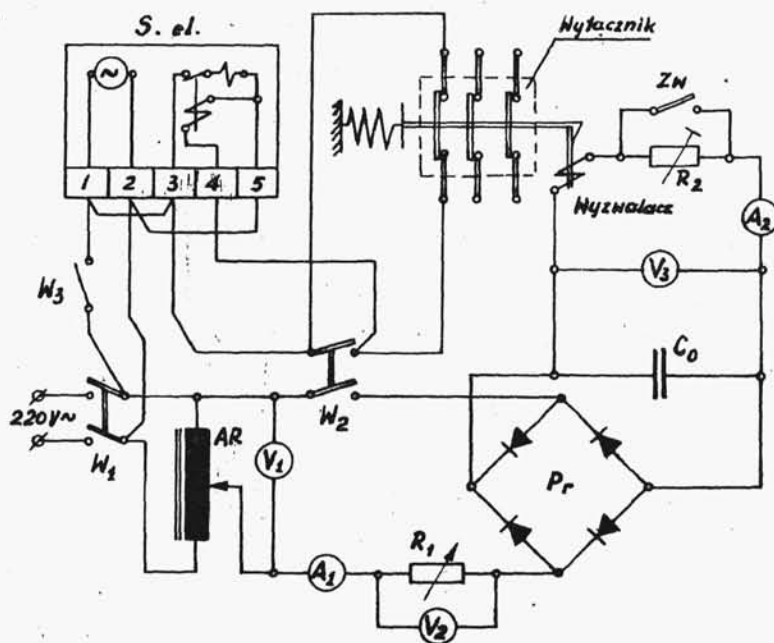 S. el.
~
1 2 3 4 5
Wyłacznik
Zw
R2
Wyzwalacz
A2
V3
C0
W3
220V~
W1
AR
V1
W2
Pr
A1
R1
V2